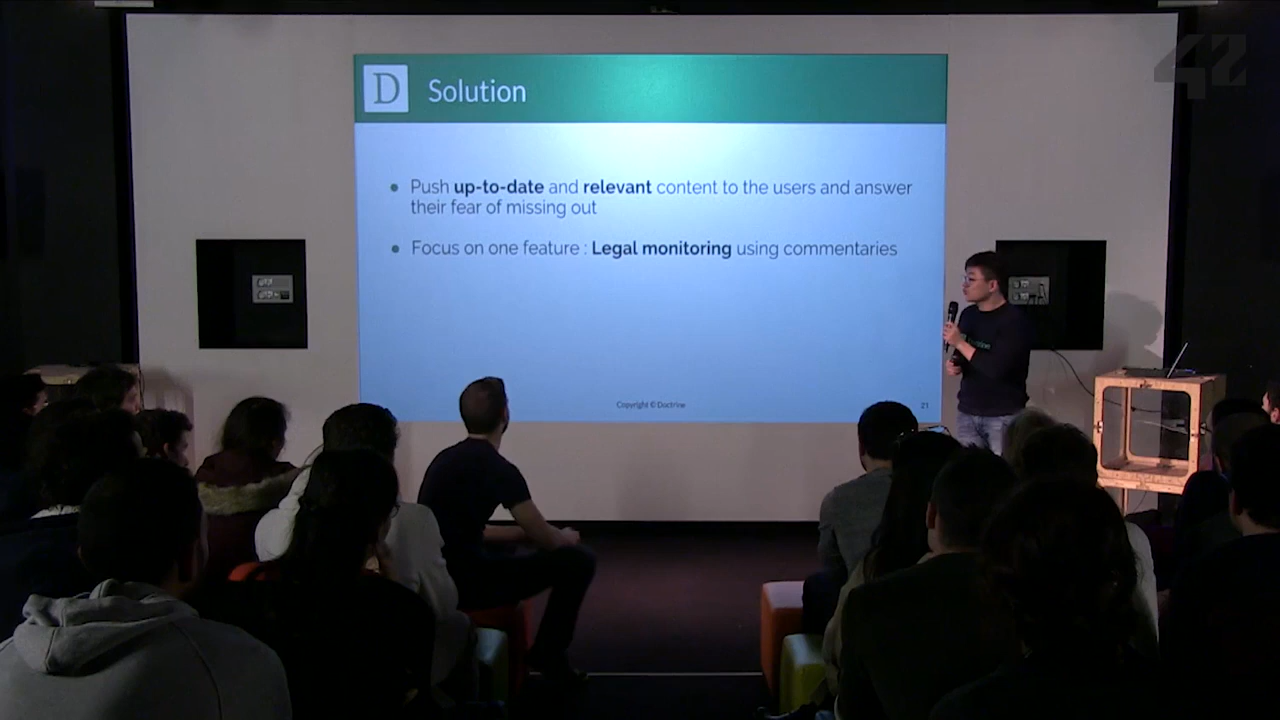 42
D
Solution
• Push up-to-date and relevant content to the users and answer
their fear of missing out
• Focus on one feature : Legal monitoring using commentaries
Copyright © Doctrine
21